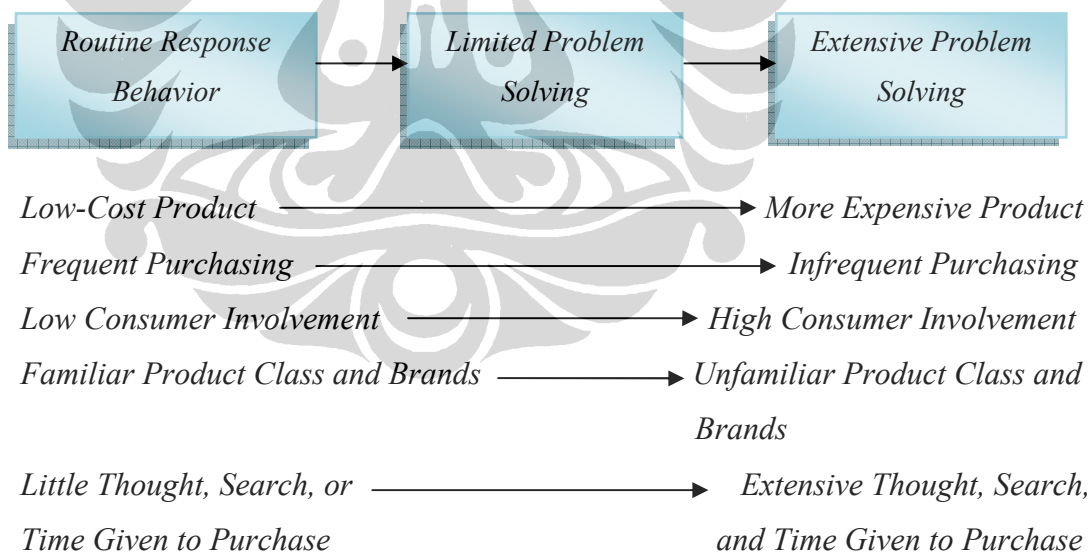 Routine Response
Behavior
Limited Problem
Solving
Extensive Problem
Solving
Low-Cost Product More Expensive Product
Frequent Purchasing Infrequent Purchasing
Low Consumer Involvement High Consumer Involvement
Familiar Product Class and Brands Unfamiliar Product Class and
Brands
Little Thought, Search, or Extensive Thought, Search,
Time Given to Purchase and Time Given to Purchase